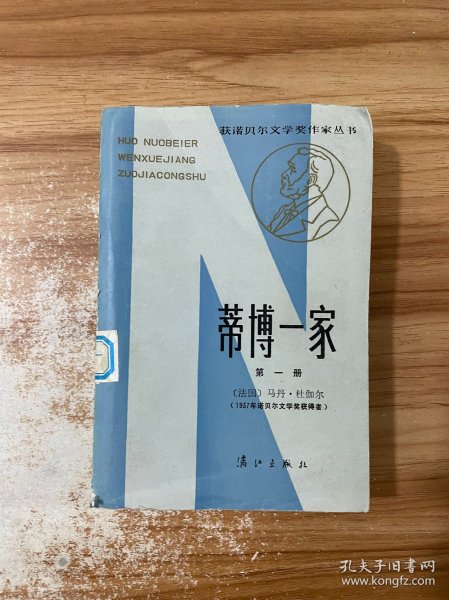 获诺贝尔文学奖作家丛书
HUO NUOBEIER
WENXUEJIANG
ZUOJIACONGSHU
蒂博一家
第一册
〔法国〕马丹·杜伽尔
(1937年诺贝尔文学奖获得者)
漓江出版社
孔夫子旧书网
www.kongfz.com